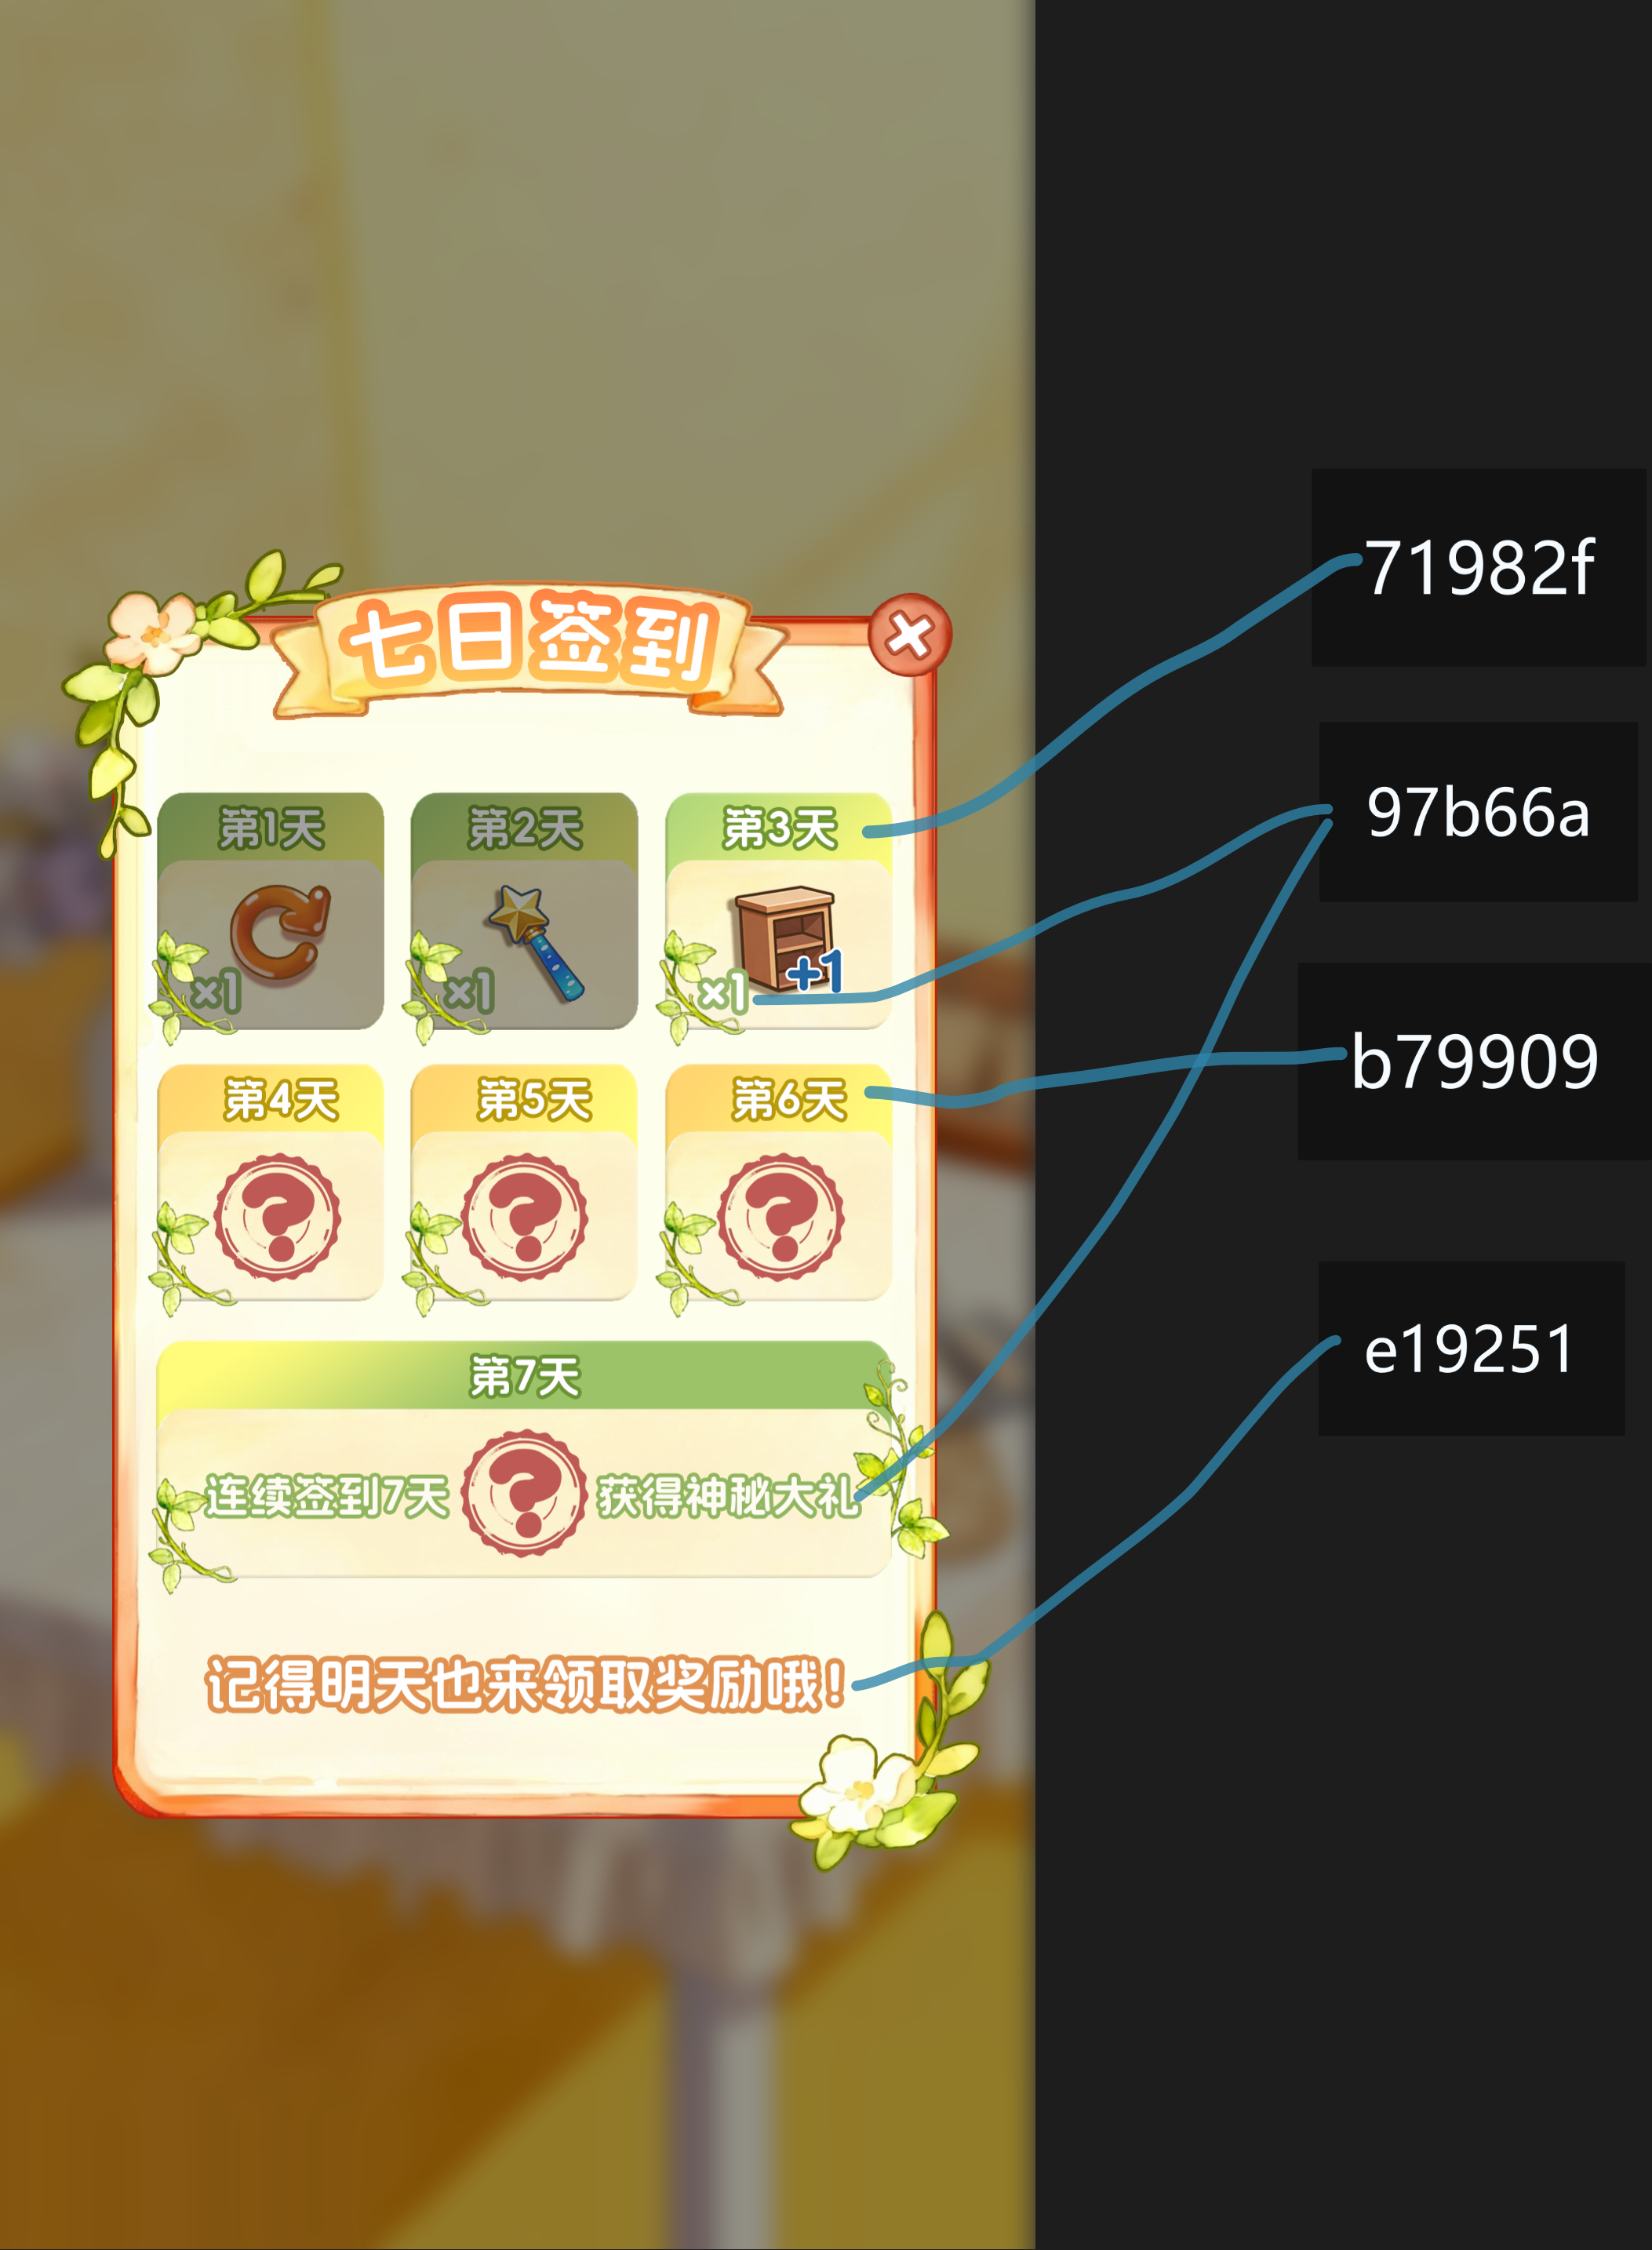 七日签到
第1天 第2天 第3天
×1 ×1 ×1 +1
第4天 第5天 第6天
第7天
连续签到7天 获得神秘大礼
记得明天也来领取奖励哦!
71982f
97b66a
b79909
e19251